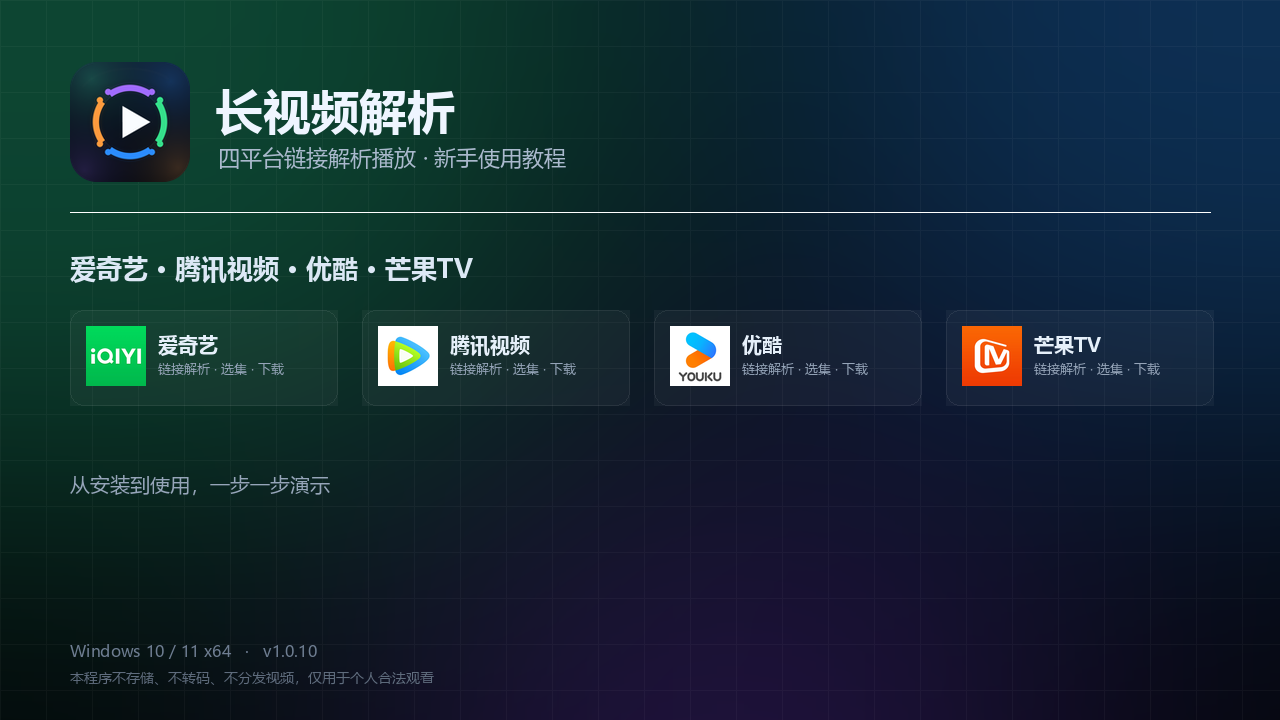 长视频解析
四平台链接解析播放 · 新手使用教程
爱奇艺 • 腾讯视频 • 优酷 • 芒果TV
iQIYI
爱奇艺
链接解析 · 选集 · 下载
腾讯视频
链接解析 · 选集 · 下载
YOUKU
优酷
链接解析 · 选集 · 下载
芒果TV
链接解析 · 选集 · 下载
从安装到使用，一步一步演示
Windows 10 / 11 x64 · v1.0.10
本程序不存储、不转码、不分发视频，仅用于个人合法观看